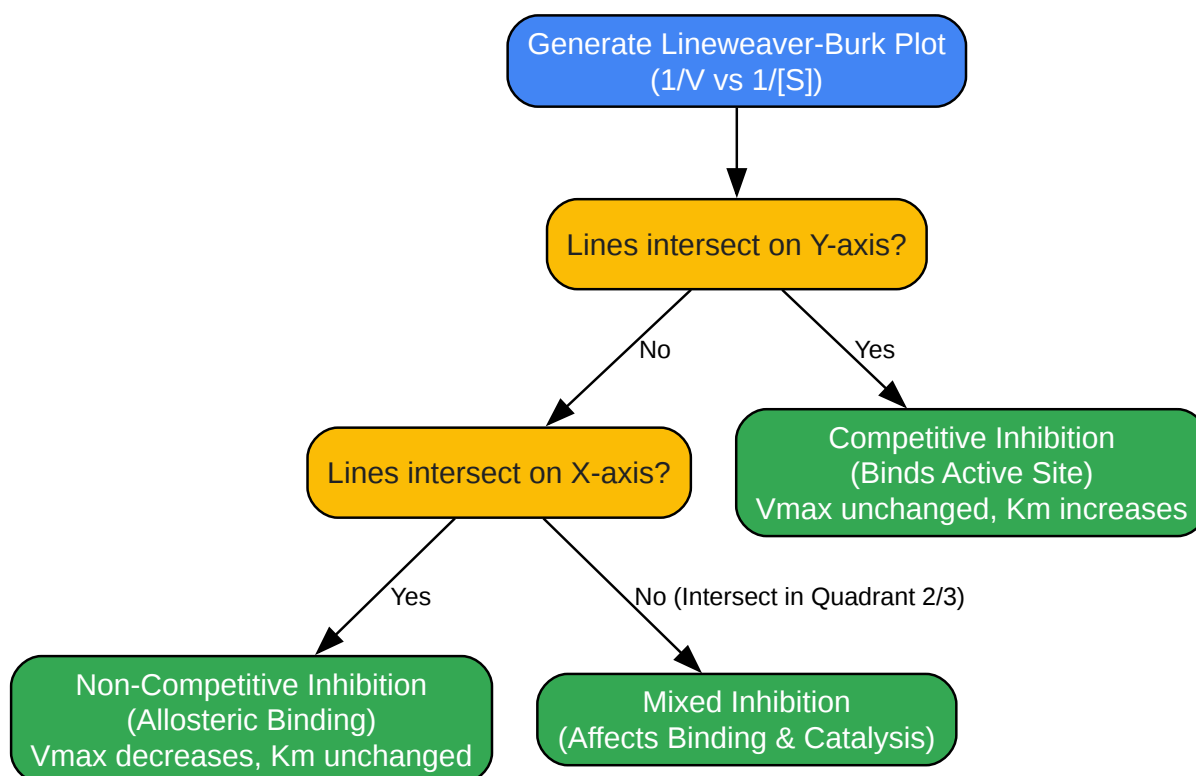 Generate Lineweaver-Burk Plot
(1/V vs 1/[S])
Lines intersect on Y-axis?
No
Yes
Lines intersect on X-axis?
Competitive Inhibition
(Binds Active Site)
Vmax unchanged, Km increases
Yes
No (Intersect in Quadrant 2/3)
Non-Competitive Inhibition
(Allosteric Binding)
Vmax decreases, Km unchanged
Mixed Inhibition
(Affects Binding & Catalysis)